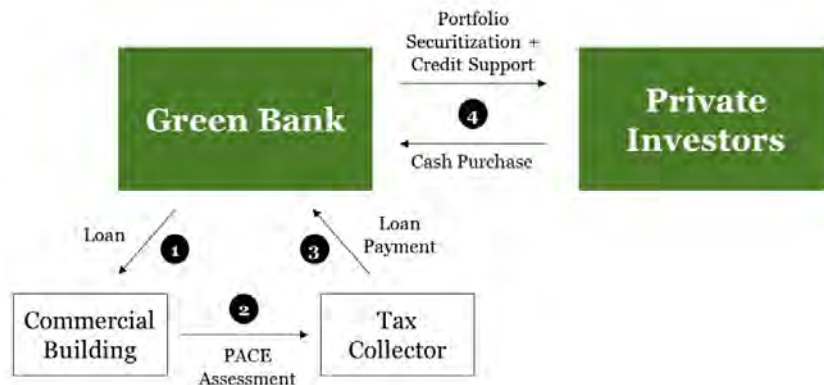 Portfolio
Securitization +
Credit Support
Green Bank
4
Private
Investors
Cash Purchase
Loan
1
3
Loan
Payment
2
Commercial
Building
Tax
Collector
PACE
Assessment